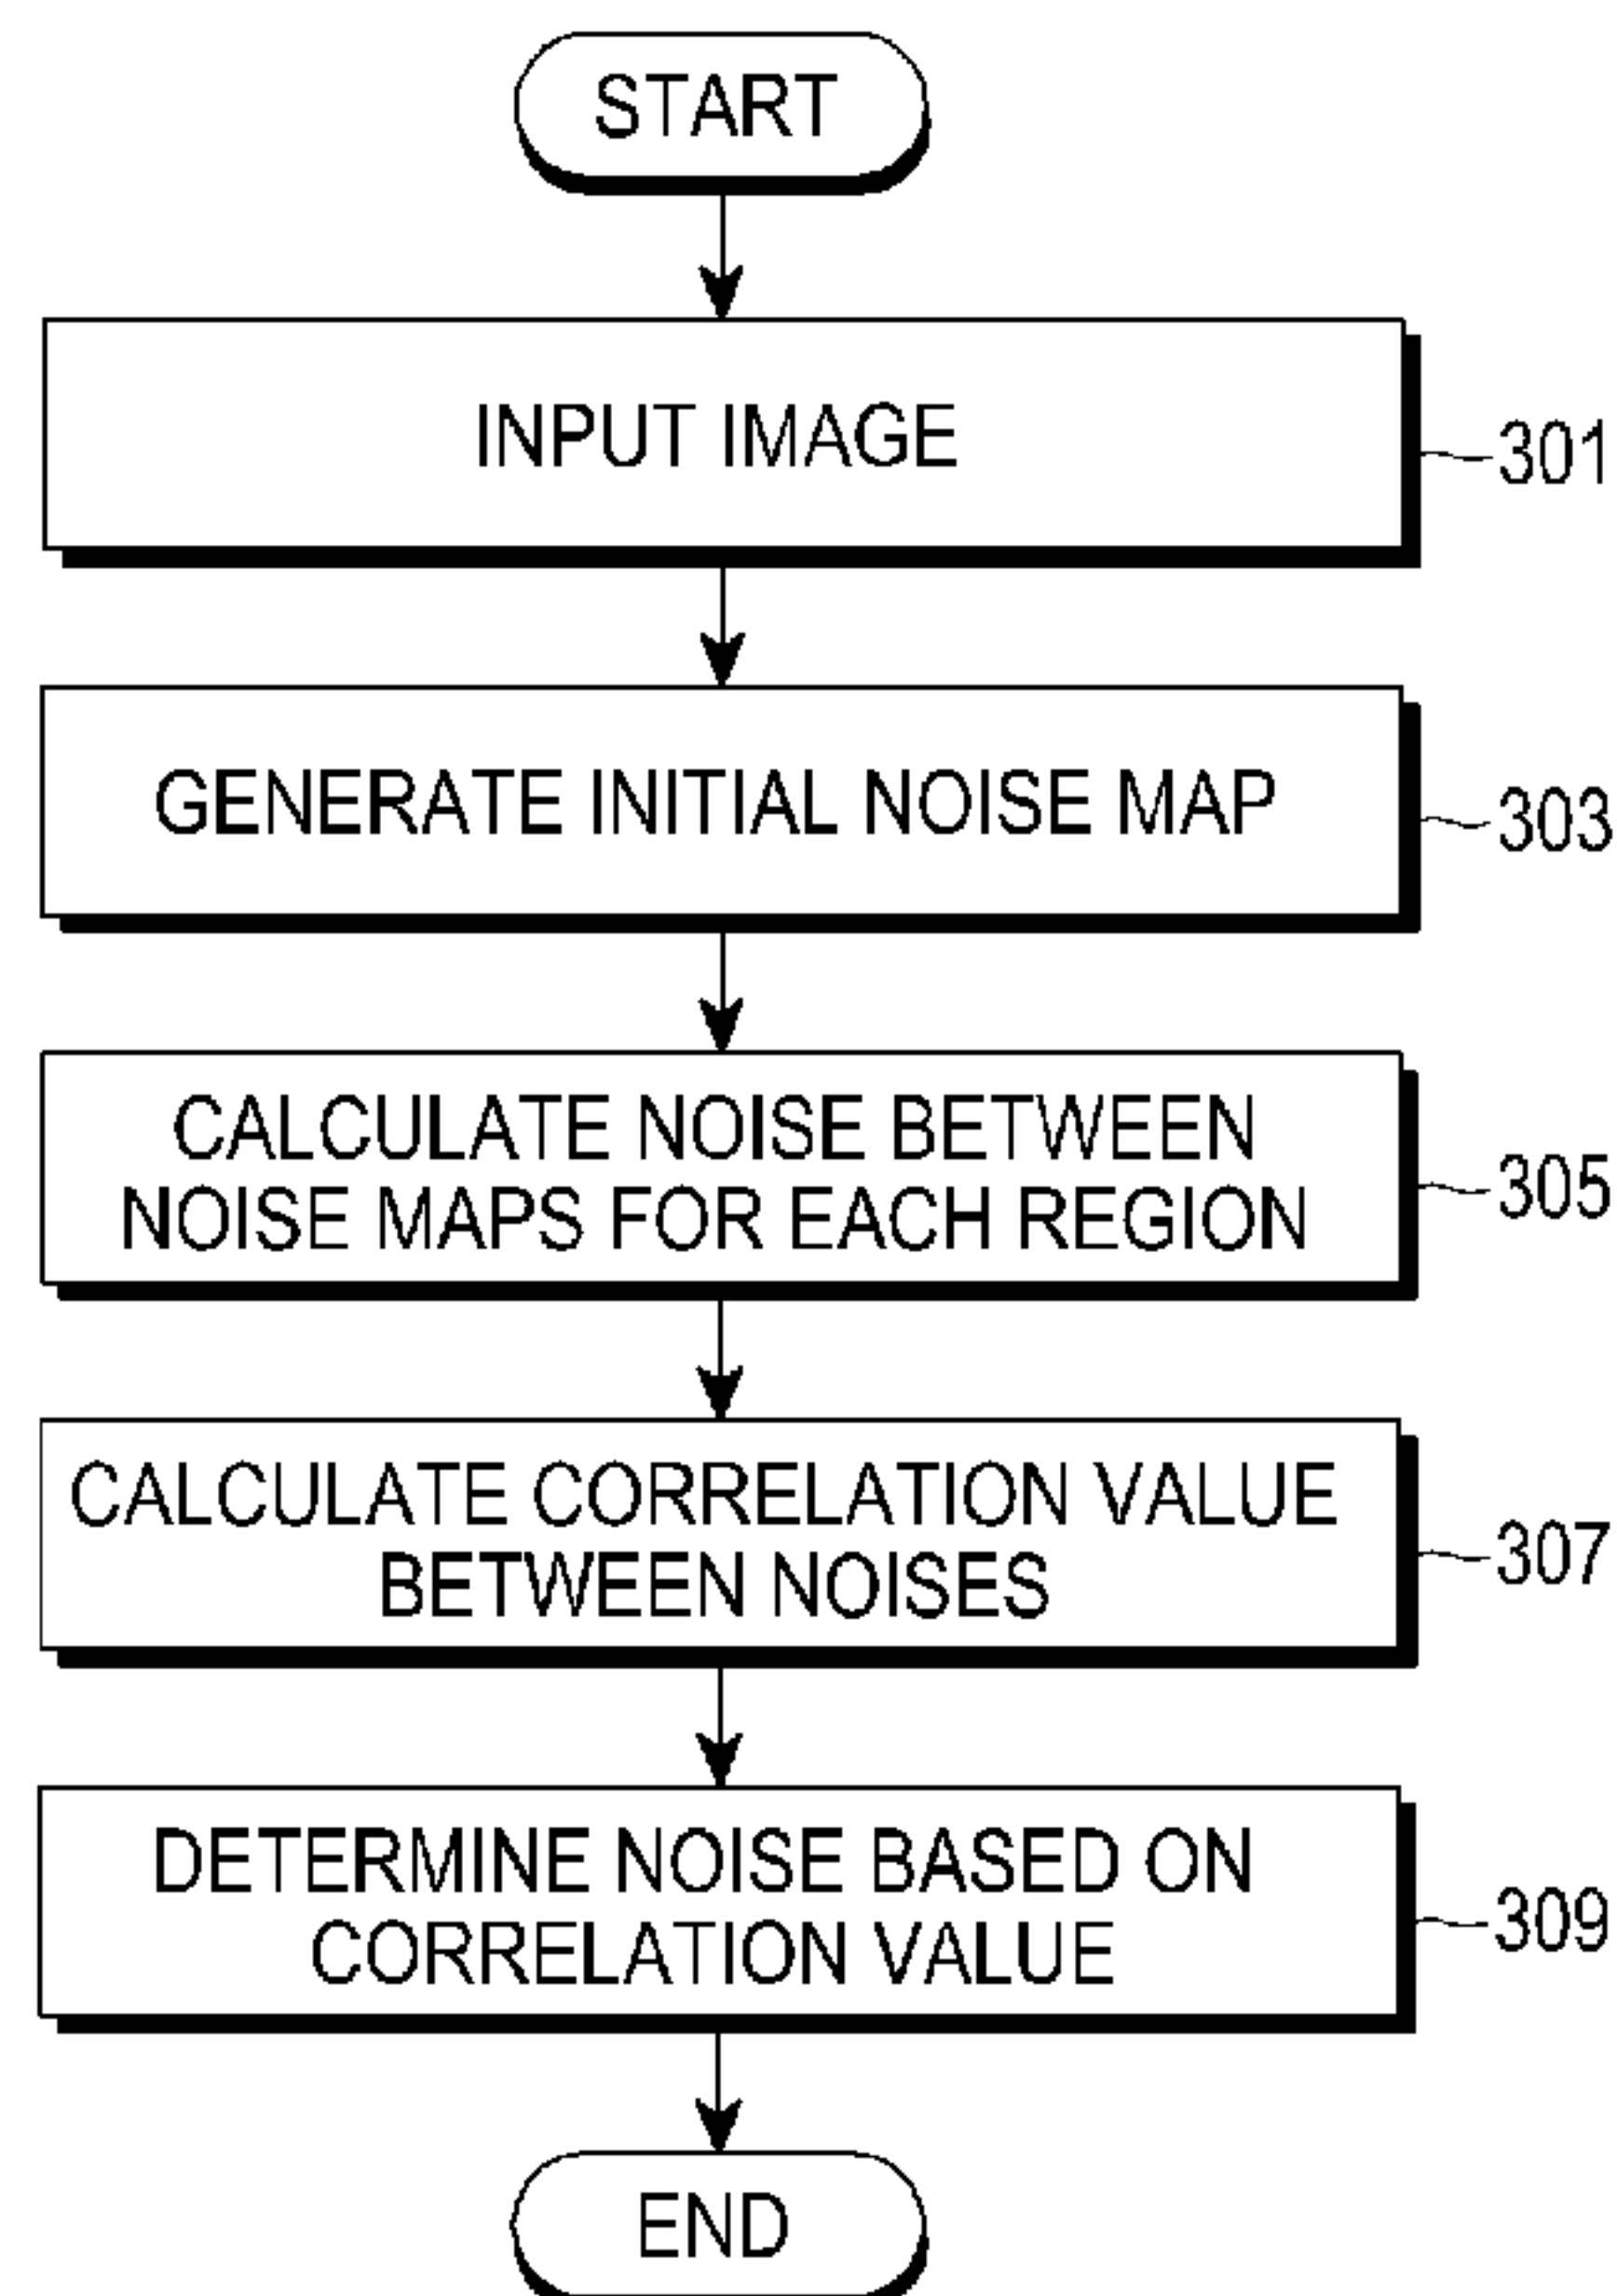 START
INPUT IMAGE
301
GENERATE INITIAL NOISE MAP
303
CALCULATE NOISE BETWEEN
NOISE MAPS FOR EACH REGION
305
CALCULATE CORRELATION VALUE
BETWEEN NOISES
307
DETERMINE NOISE BASED ON
CORRELATION VALUE
309
END